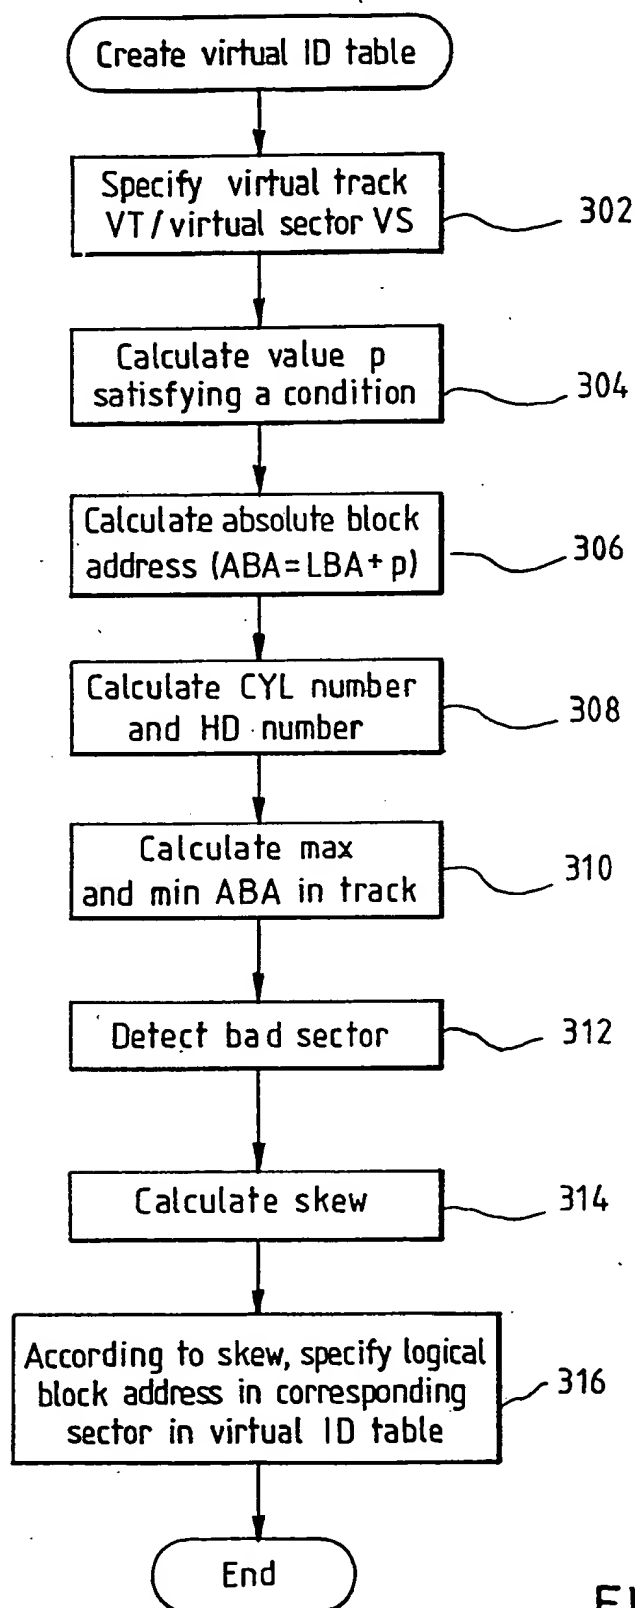 Create virtual ID table
Specify virtual track
VT/virtual sector VS
302
Calculate value p
satisfying a condition
304
Calculate absolute block
address (ABA=LBA+p)
306
Calculate CYL number
and HD number
308
Calculate max
and min ABA in track
310
Detect bad sector
312
Calculate skew
314
According to skew, specify logical
block address in corresponding
sector in virtual ID table
316
End